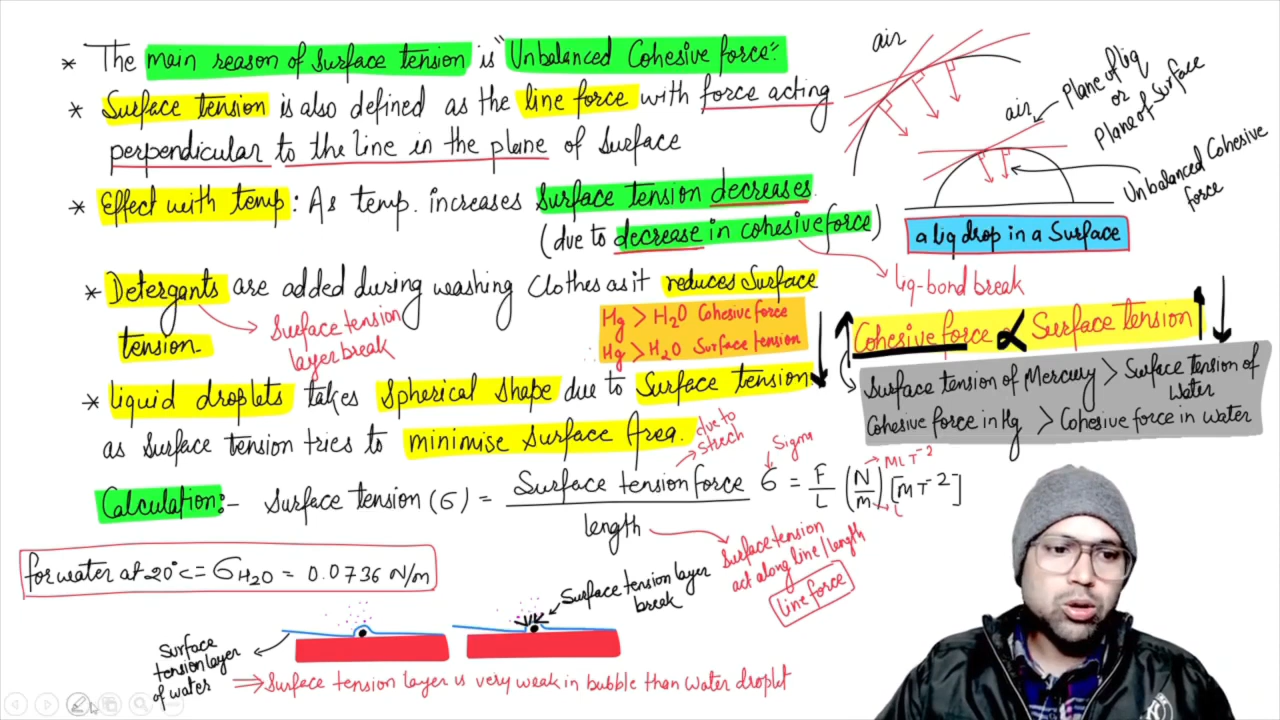 * The main reason of surface tension is "Unbalanced Cohesive force".
* Surface tension is also defined as the line force with force acting
perpendicular to the line in the plane of Surface
* Effect with temp: As temp. increases Surface tension decreases.
(due to decrease in cohesive force)
liq-bond break
* Detergants are added during washing clothes as it reduces Surface
tension.
Surface tension
layer break
Hg > H2O Cohesive force
Hg > H2O Surface tension
* liquid droplets takes Spherical shape due to Surface tension
as surface tension tries to minimise Surface Area.
due to
strech
Calculation:- Surface tension (σ) = Surface tension force
length
Sigma
σ = F/L (N/m) [MT-2]
MLT-2
L
Surface tension
act along line/length
line force
for water at 20°C = σH2O = 0.0736 N/m
Surface tension layer
break
Surface
tension layer
of water
⇒ Surface tension layer is very weak in bubble than water droplet
air
air
Plane of liq
or
Plane of Surface
Unbalanced Cohesive
force
a liq drop in a Surface
Cohesive force ∝ Surface tension
Surface tension of Mercury > Surface tension of
Water
Cohesive force in Hg > Cohesive force in water